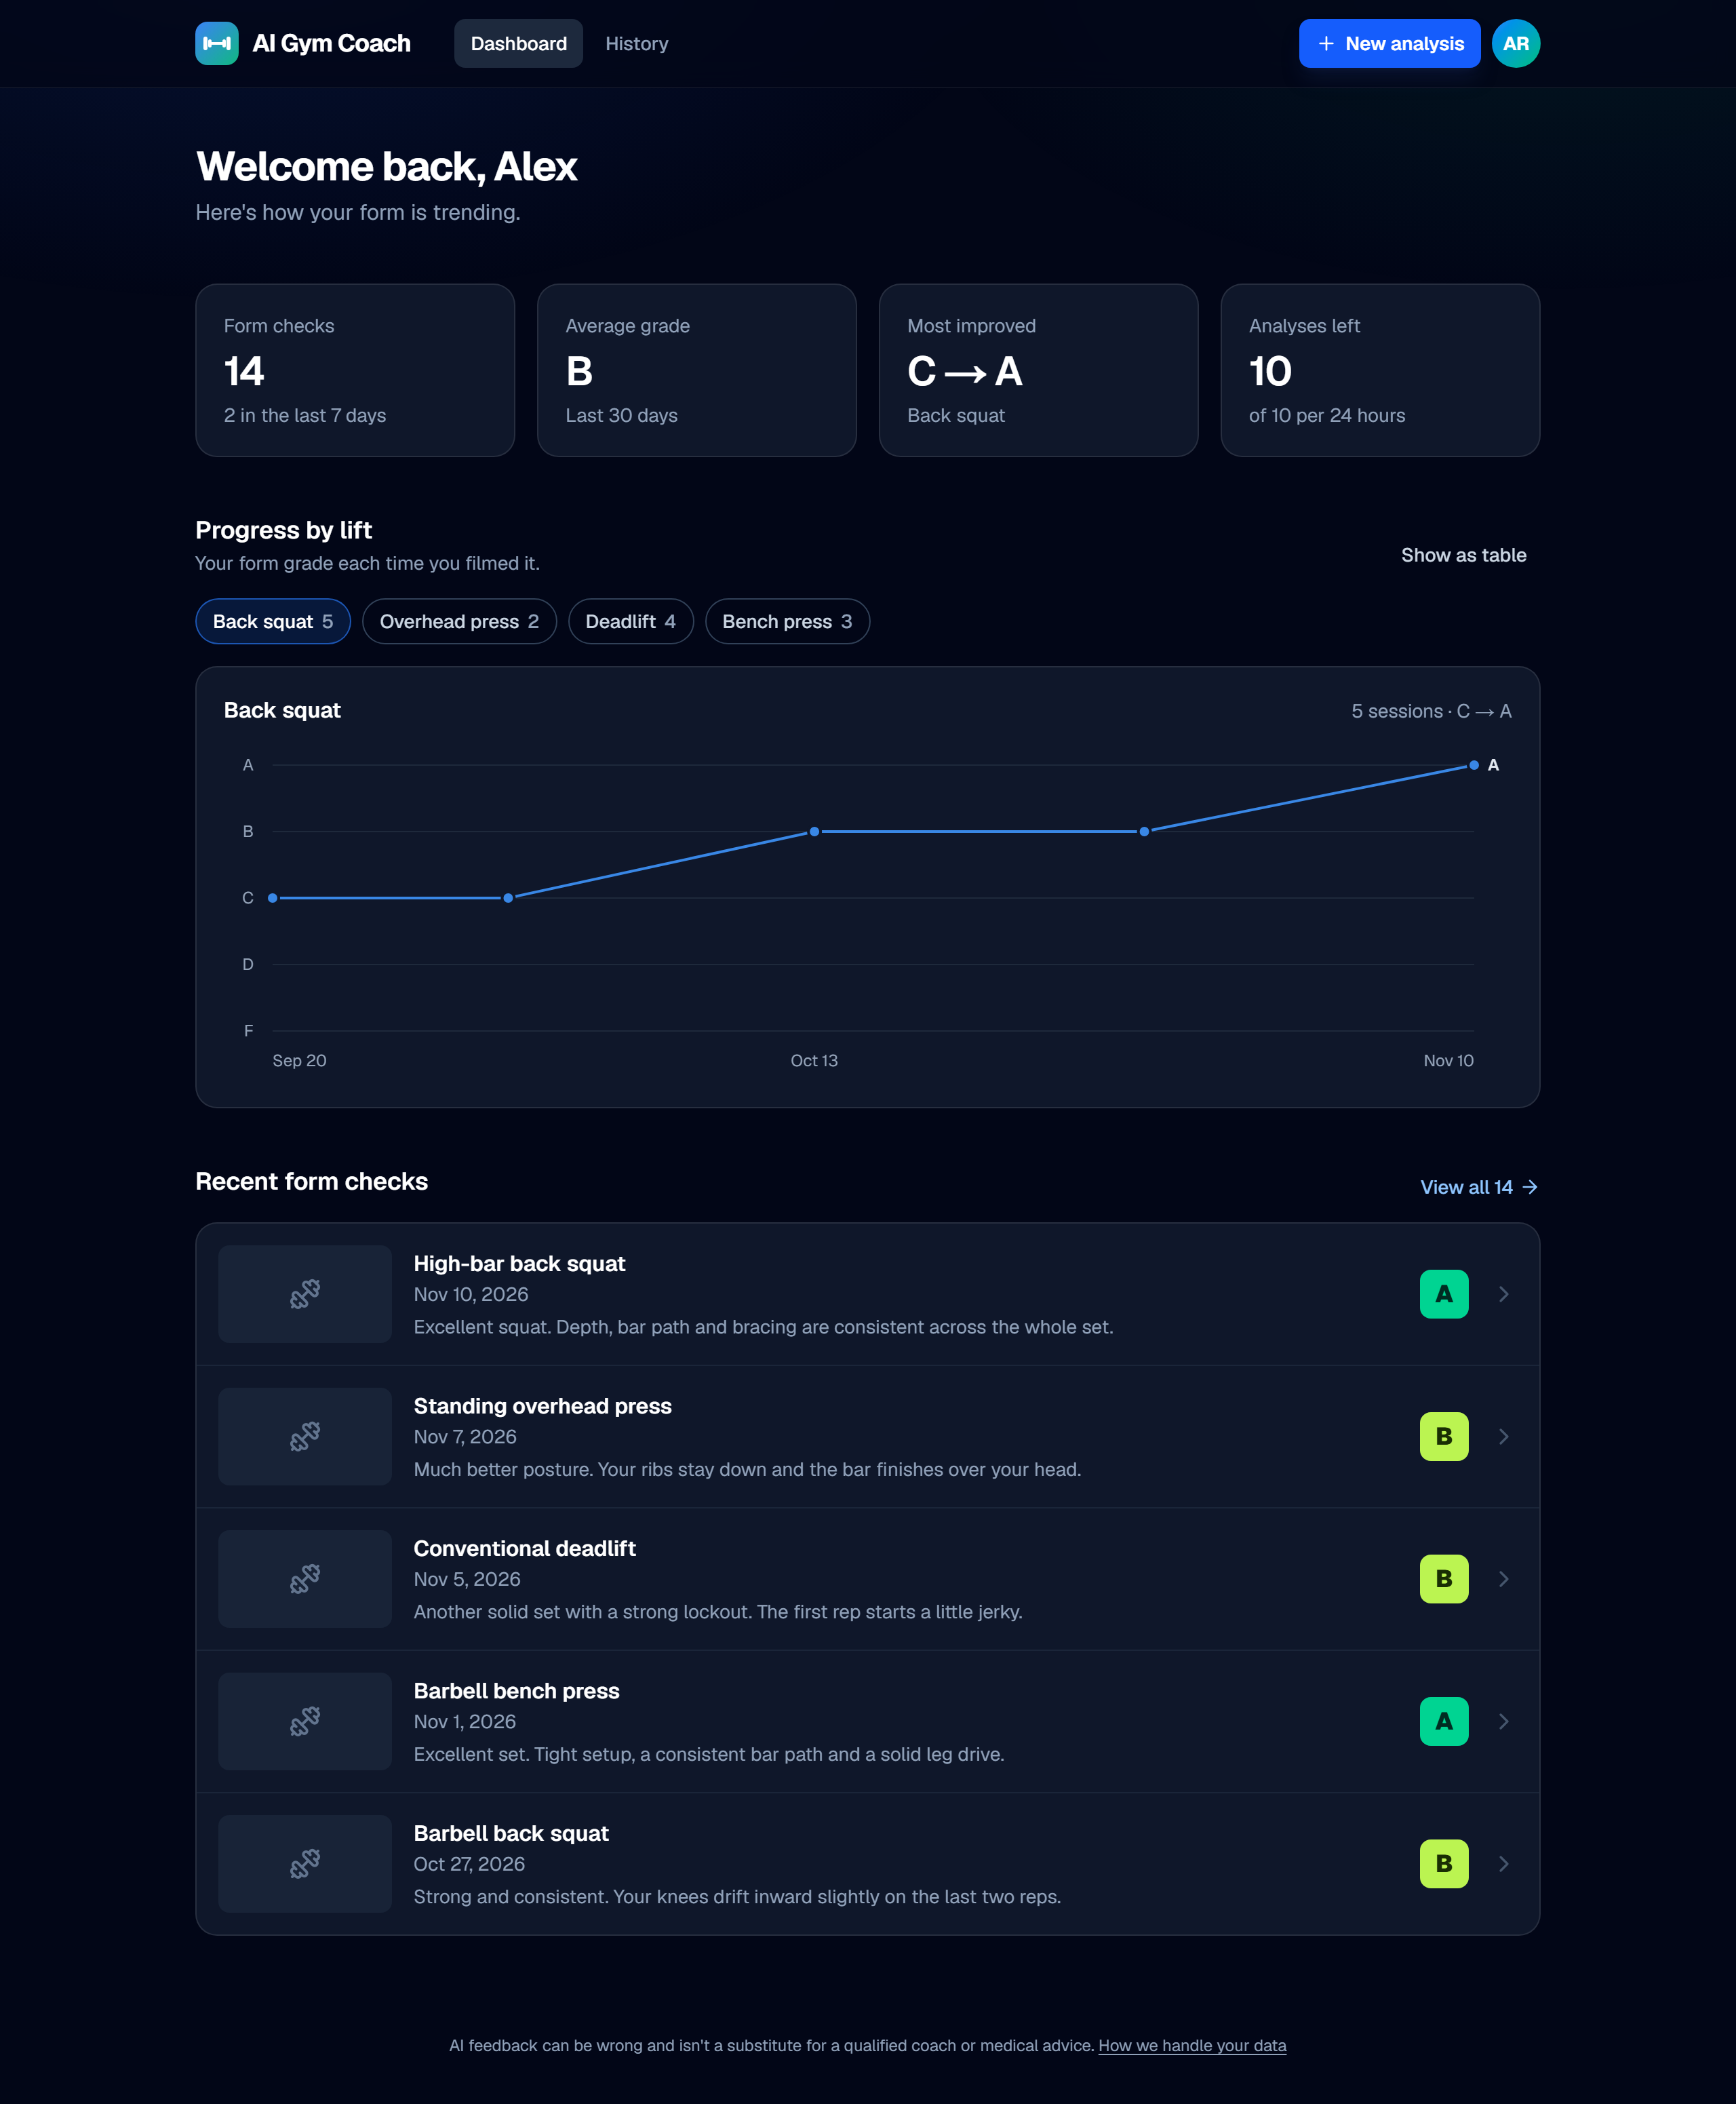 AI Gym Coach
Dashboard
History
New analysis
AR
Welcome back, Alex
Here's how your form is trending.
Form checks
14
2 in the last 7 days
Average grade
B
Last 30 days
Most improved
C → A
Back squat
Analyses left
10
of 10 per 24 hours
Progress by lift
Your form grade each time you filmed it.
Show as table
Back squat 5
Overhead press 2
Deadlift 4
Bench press 3
Back squat
5 sessions · C → A
A
A
B
C
D
F
Sep 20
Oct 13
Nov 10
Recent form checks
View all 14 →
High-bar back squat
Nov 10, 2026
Excellent squat. Depth, bar path and bracing are consistent across the whole set.
A
Standing overhead press
Nov 7, 2026
Much better posture. Your ribs stay down and the bar finishes over your head.
B
Conventional deadlift
Nov 5, 2026
Another solid set with a strong lockout. The first rep starts a little jerky.
B
Barbell bench press
Nov 1, 2026
Excellent set. Tight setup, a consistent bar path and a solid leg drive.
A
Barbell back squat
Oct 27, 2026
Strong and consistent. Your knees drift inward slightly on the last two reps.
B
AI feedback can be wrong and isn't a substitute for a qualified coach or medical advice. How we handle your data